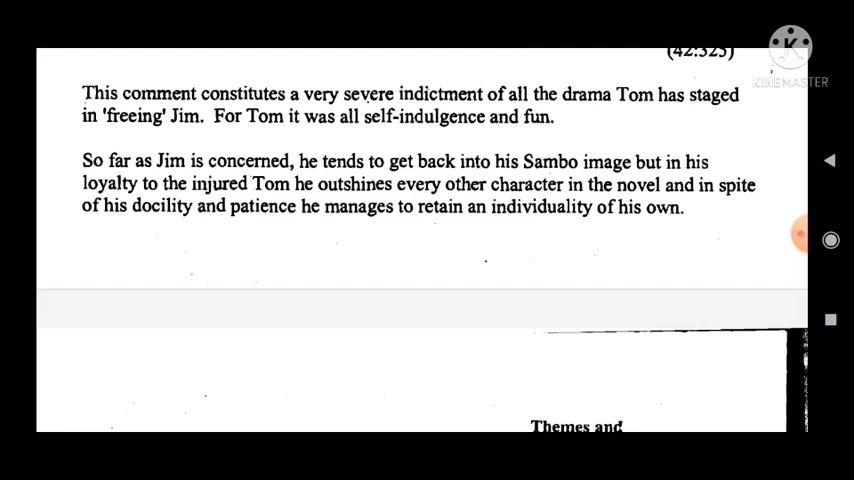 (42:325)
K
KINEMASTER
This comment constitutes a very severe indictment of all the drama Tom has staged
in 'freeing' Jim. For Tom it was all self-indulgence and fun.
So far as Jim is concerned, he tends to get back into his Sambo image but in his
loyalty to the injured Tom he outshines every other character in the novel and in spite
of his docility and patience he manages to retain an individuality of his own.
Themes and